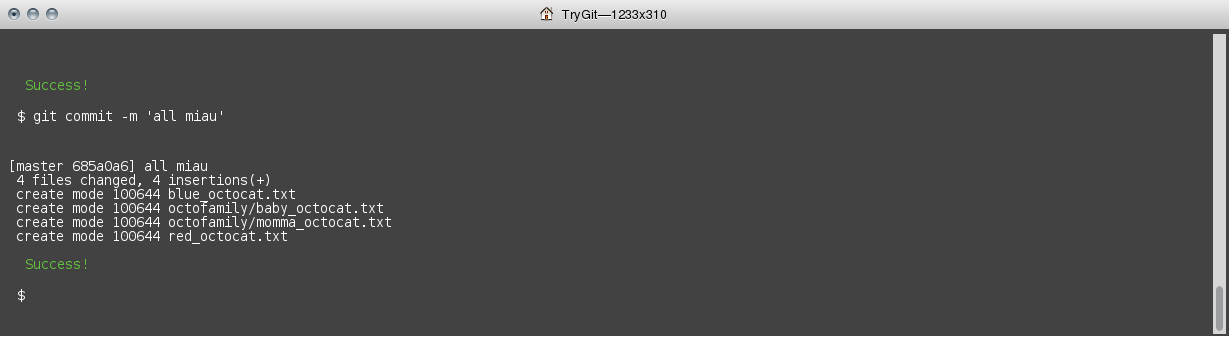 TryGit—1233x310
Success!
$ git commit -m 'all miau'
[master 685a0a6] all miau
4 files changed, 4 insertions(+)
create mode 100644 blue_octocat.txt
create mode 100644 octofamily/baby_octocat.txt
create mode 100644 octofamily/momma_octocat.txt
create mode 100644 red_octocat.txt
Success!
$